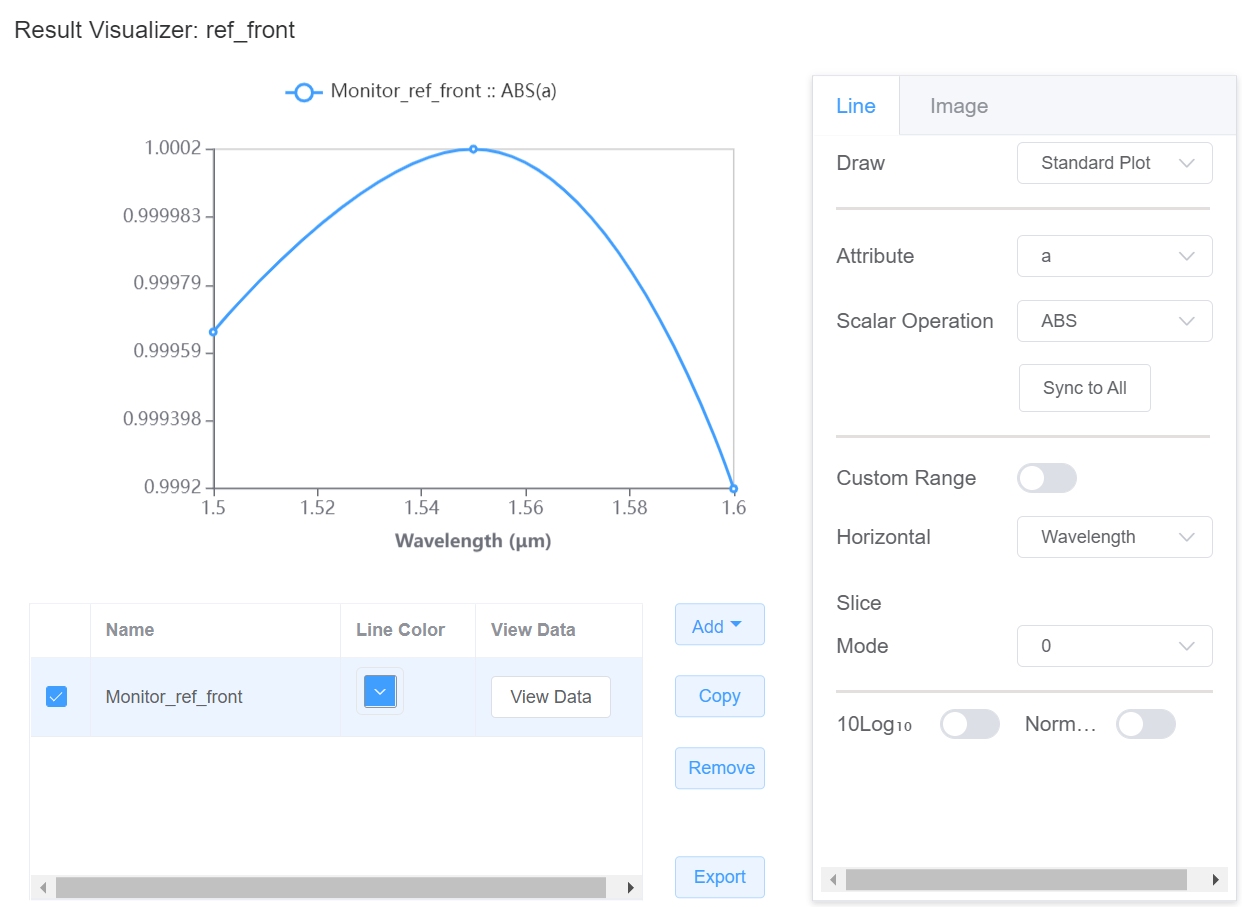 Result Visualizer: ref_front
Monitor_ref_front :: ABS(a)
1.0002
0.999983
0.99979
0.99959
0.999398
0.9992
1.5 1.52 1.54 1.56 1.58 1.6
Wavelength (μm)
Name Line Color View Data
Monitor_ref_front View Data
Add
Copy
Remove
Export
Line Image
Draw Standard Plot
Attribute a
Scalar Operation ABS
Sync to All
Custom Range
Horizontal Wavelength
Slice
Mode 0
10Log₁₀ Norm…